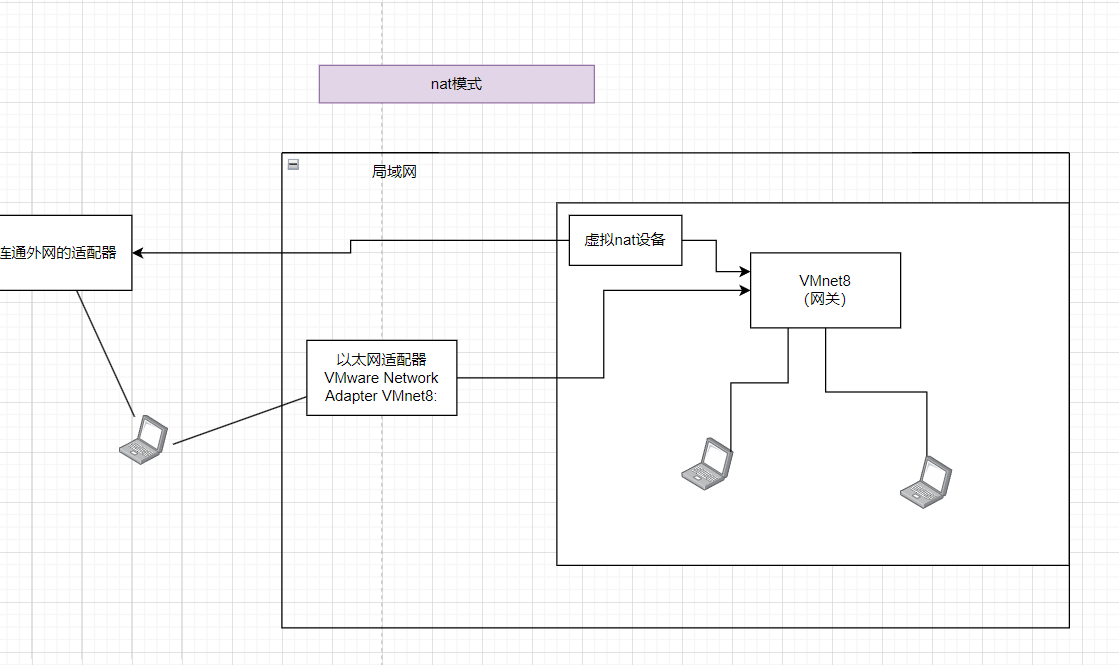 nat模式
局域网
连通外网的适配器
虚拟nat设备
VMnet8
（网关）
以太网适配器
VMware Network
Adapter VMnet8: